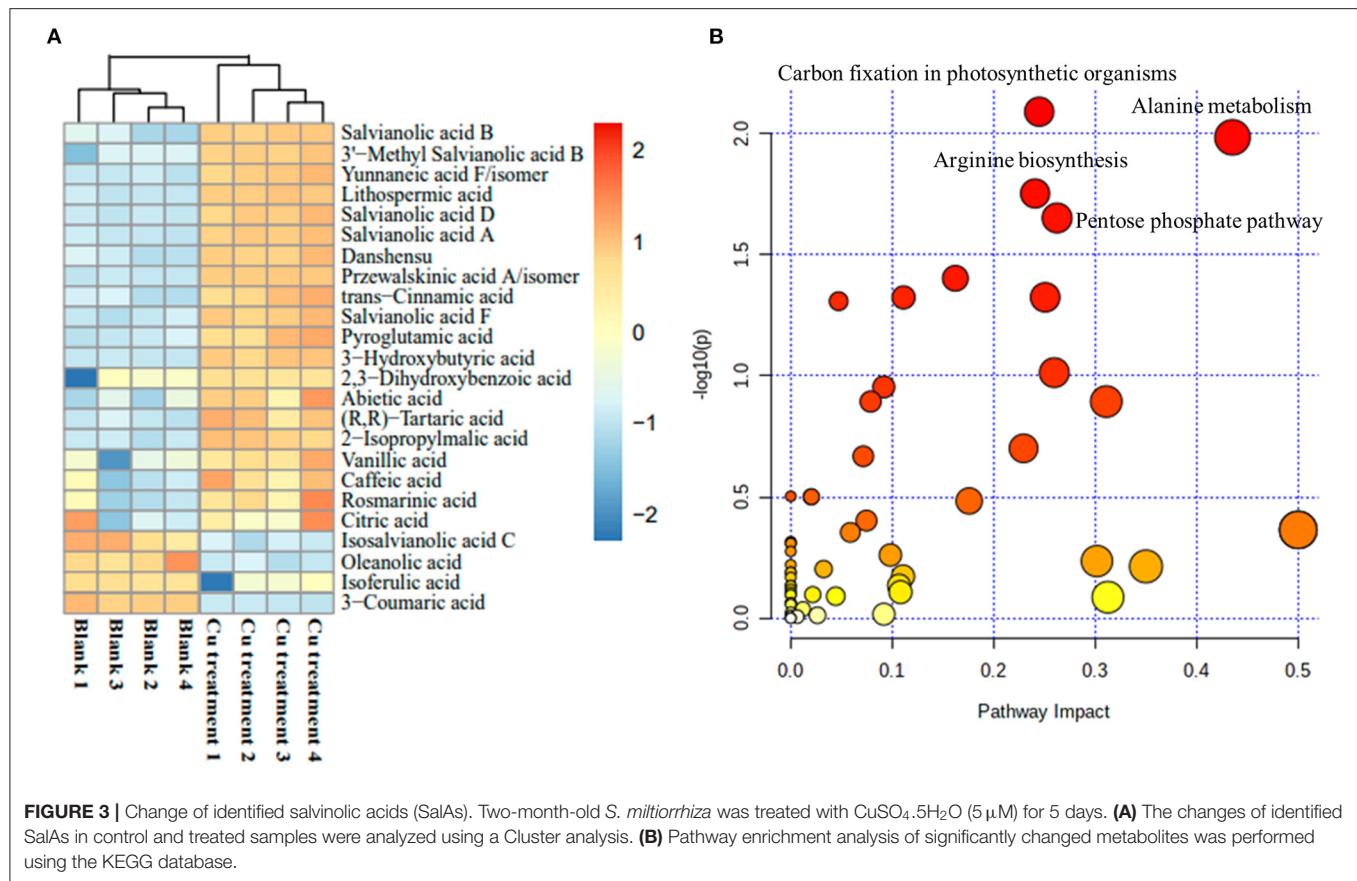 A
Salvianolic acid B
3'−Methyl Salvianolic acid B
Yunnaneic acid F/isomer
Lithospermic acid
Salvianolic acid D
Salvianolic acid A
Danshensu
Przewalskinic acid A/isomer
trans−Cinnamic acid
Salvianolic acid F
Pyroglutamic acid
3−Hydroxybutyric acid
2,3−Dihydroxybenzoic acid
Abietic acid
(R,R)−Tartaric acid
2−Isopropylmalic acid
Vanillic acid
Caffeic acid
Rosmarinic acid
Citric acid
Isosalvianolic acid C
Oleanolic acid
Isoferulic acid
3−Coumaric acid
2
1
0
−1
−2
Blank 1
Blank 3
Blank 2
Blank 4
Cu treatment 1
Cu treatment 2
Cu treatment 3
Cu treatment 4
B
Carbon fixation in photosynthetic organisms
Alanine metabolism
Arginine biosynthesis
Pentose phosphate pathway
-log10(p)
2.0
1.5
1.0
0.5
0.0
0.0 0.1 0.2 0.3 0.4 0.5
Pathway Impact
FIGURE 3 | Change of identified salvinolic acids (SalAs). Two-month-old S. miltiorrhiza was treated with CuSO₄.5H₂O (5 μM) for 5 days. (A) The changes of identified
SalAs in control and treated samples were analyzed using a Cluster analysis. (B) Pathway enrichment analysis of significantly changed metabolites was performed
using the KEGG database.